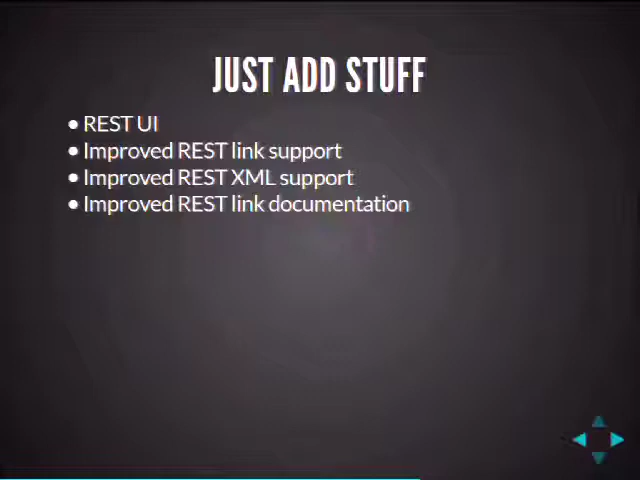 JUST ADD STUFF
• REST UI
• Improved REST link support
• Improved REST XML support
• Improved REST link documentation